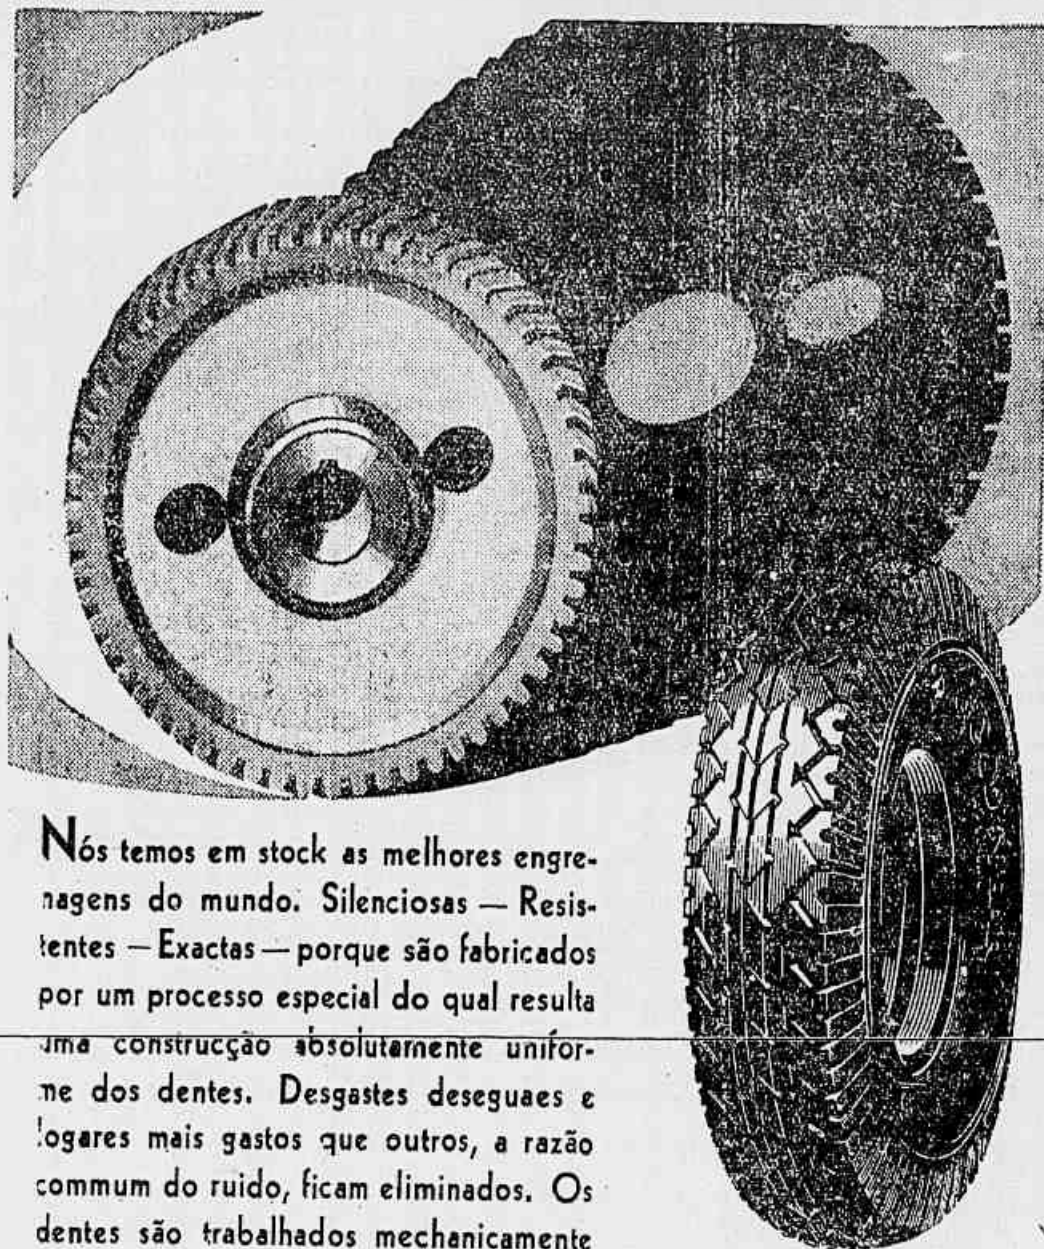 Nós temos em stock as melhores engre-
nagens do mundo. Silenciosas — Resis-
tentes — Exactas — porque são fabricados
por um processo especial do qual resulta
uma construcção absolutamente unifor-
me dos dentes. Desgastes deseguaes e
logares mais gastos que outros, a razão
commum do ruido, ficam eliminados. Os
dentes são trabalhados mechanicamente